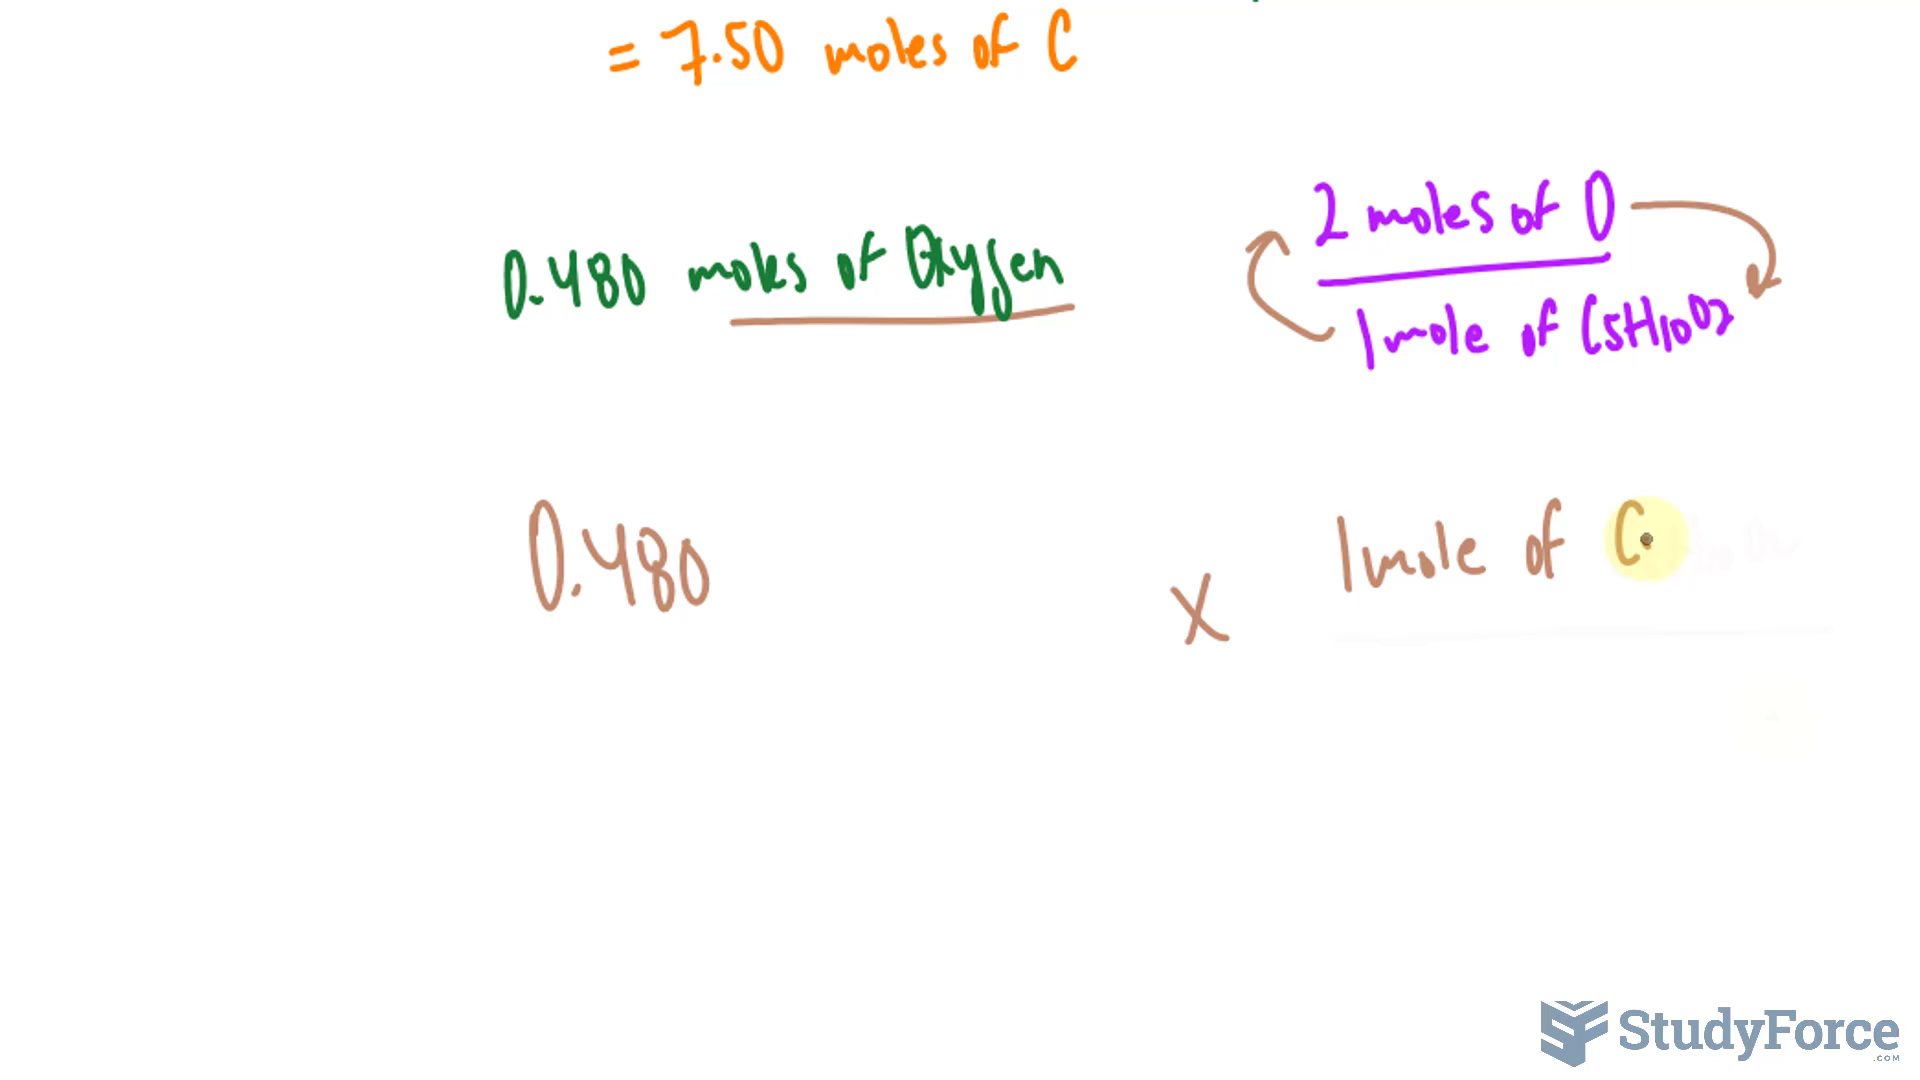 = 7.50 moles of C
2 moles of O
0.480 moles of Oxygen
1 mole of C5H10O2
0.480 x 1 mole of C
StudyForce
.COM